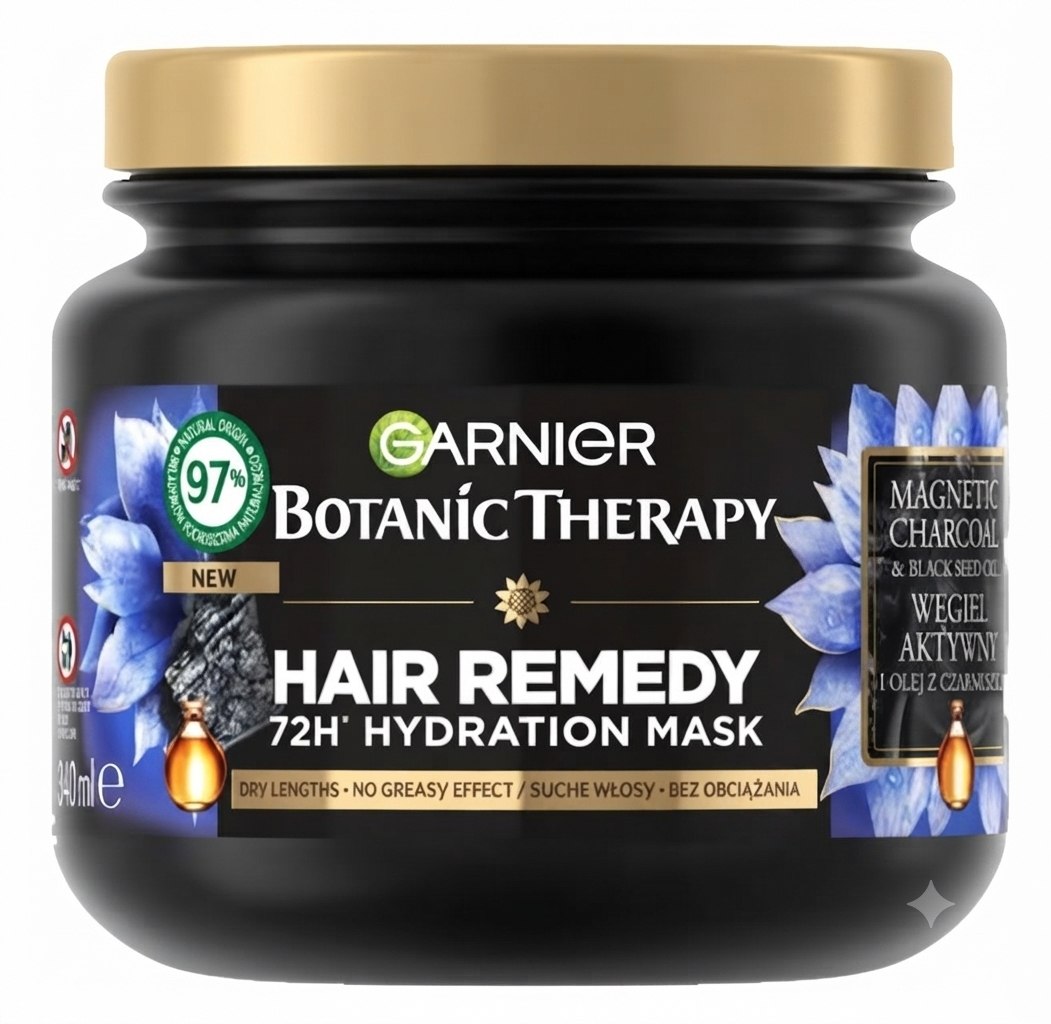 GARNIER
BOTANIC THERAPY
97%
NATURAL ORIGIN
NEW
HAIR REMEDY
72H* HYDRATION MASK
DRY LENGTHS • NO GREASY EFFECT / SUCHE WŁOSY • BEZ OBCIĄŻANIA
340ml e
MAGNETIC
CHARCOAL
& BLACK SEED OIL
WĘGIEL
AKTYWNY
I OLEJ Z